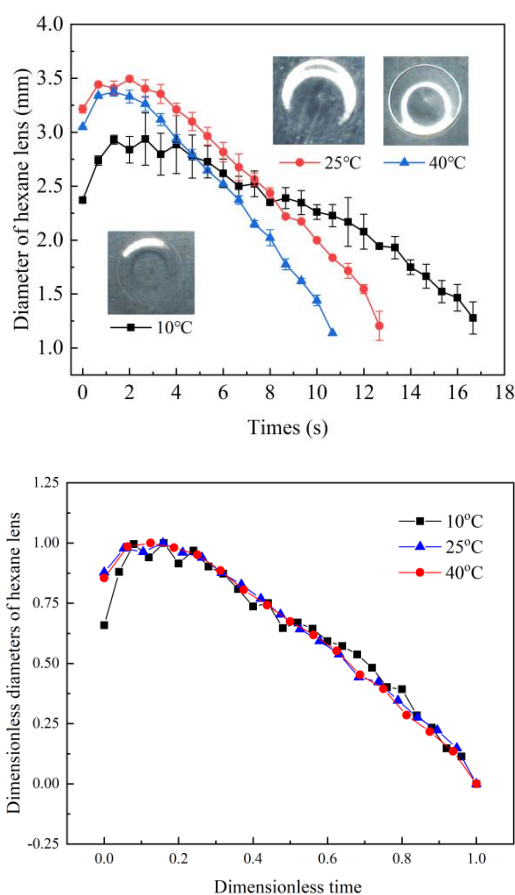 4.0
3.5
3.0
2.5
2.0
1.5
1.0
Diameter of hexane lens (mm)
25℃ 40℃
10℃
0 2 4 6 8 10 12 14 16 18
Times (s)
1.25
1.00
0.75
0.50
0.25
0.00
-0.25
Dimensionless diameters of hexane lens
10°C
25°C
40°C
0.0 0.2 0.4 0.6 0.8 1.0
Dimensionless time